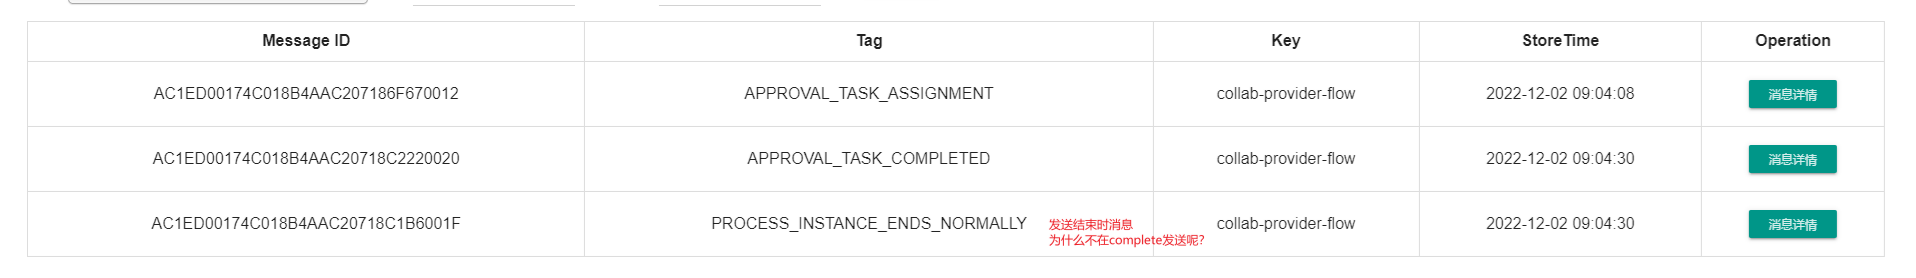 Message ID Tag Key StoreTime Operation
AC1ED00174C018B4AAC207186F670012 APPROVAL_TASK_ASSIGNMENT collab-provider-flow 2022-12-02 09:04:08 消息详情
AC1ED00174C018B4AAC20718C2220020 APPROVAL_TASK_COMPLETED collab-provider-flow 2022-12-02 09:04:30 消息详情
AC1ED00174C018B4AAC20718C1B6001F PROCESS_INSTANCE_ENDS_NORMALLY collab-provider-flow 2022-12-02 09:04:30 消息详情
发送结束时消息
为什么不在complete发送呢?